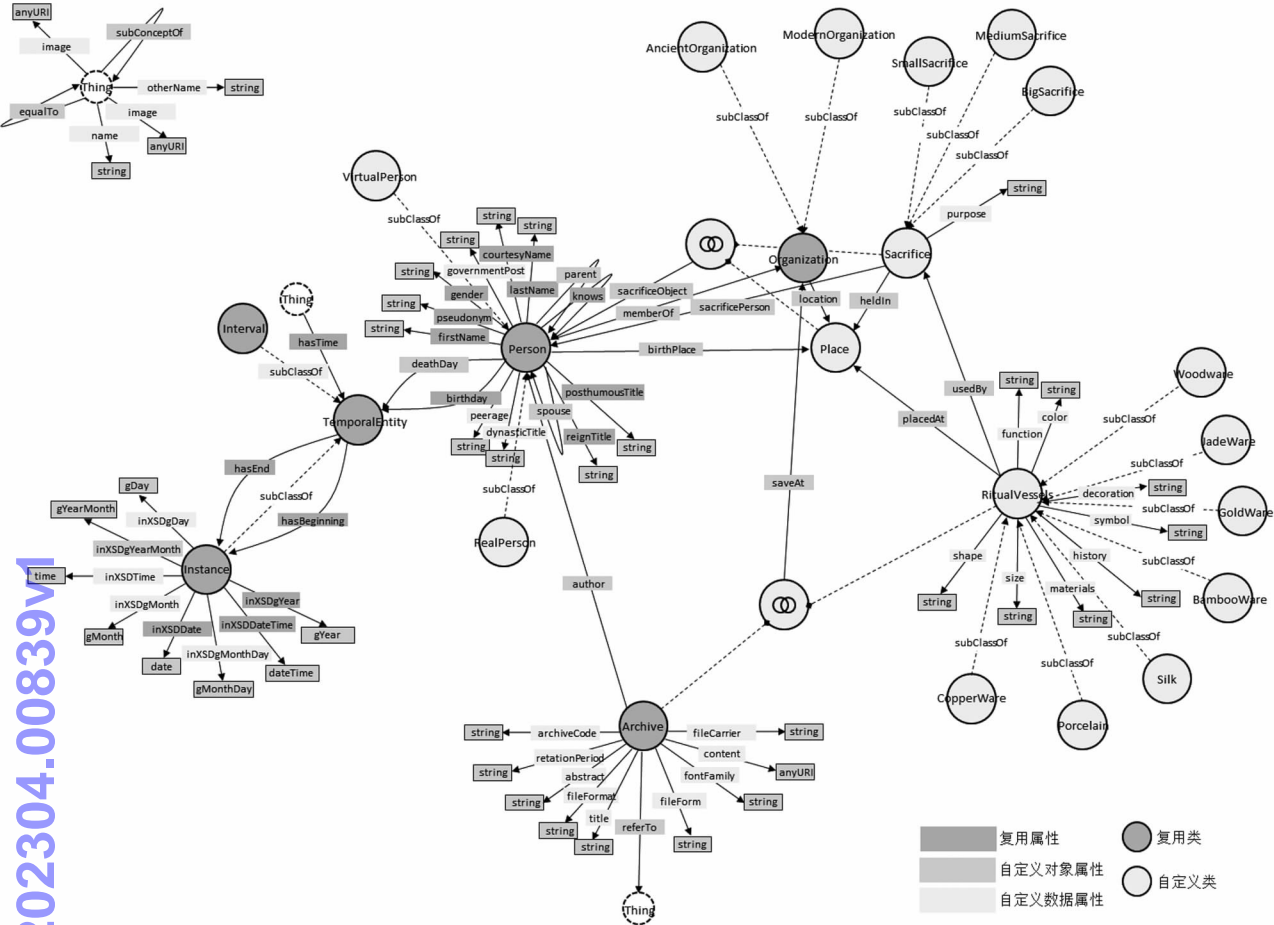 anyURI
subConceptOf
image
Thing
otherName
string
equalTo
image
name
anyURI
string
AncientOrganization
ModernOrganization
SmallSacrifice
MediumSacrifice
BigSacrifice
subClassOf
subClassOf
subClassOf
subClassOf
subClassOf
string
purpose
VirtualPerson
subClassOf
string
string
string
courtesyName
governmentPost
string
gender
lastName
parent
knows
string
pseudonym
string
firstName
Organization
Sacrifice
sacrificeObject
sacrificePerson
memberOf
location
heldIn
Thing
Interval
hasTime
subClassOf
Person
birthPlace
Place
deathDay
birthday
TemporalEntity
posthumousTitle
peerage
spouse
dynasticTitle
reignTitle
string
string
string
string
subClassOf
RealPerson
usedBy
placedAt
string
string
color
function
Woodware
subClassOf
JadeWare
subClassOf
RitualVessels
decoration
string
subClassOf
GoldWare
symbol
string
saveAt
hasEnd
subClassOf
hasBeginning
gDay
gYearMonth
inXSDgDay
inXSDgYearMonth
Instance
time
inXSDTime
inXSDgMonth
inXSDgYear
gMonth
inXSDDate
inXSDDateTime
gYear
inXSDgMonthDay
date
dateTime
gMonthDay
author
shape
size
history
materials
subClassOf
BambooWare
string
string
string
string
subClassOf
subClassOf
subClassOf
CopperWare
Porcelain
Silk
Archive
string
archiveCode
fileCarrier
string
retationPeriod
content
string
abstract
fontFamily
anyURI
string
fileFormat
fileForm
string
title
string
referTo
string
string
Thing
复用属性
复用类
自定义对象属性
自定义类
自定义数据属性
202304.00839v1